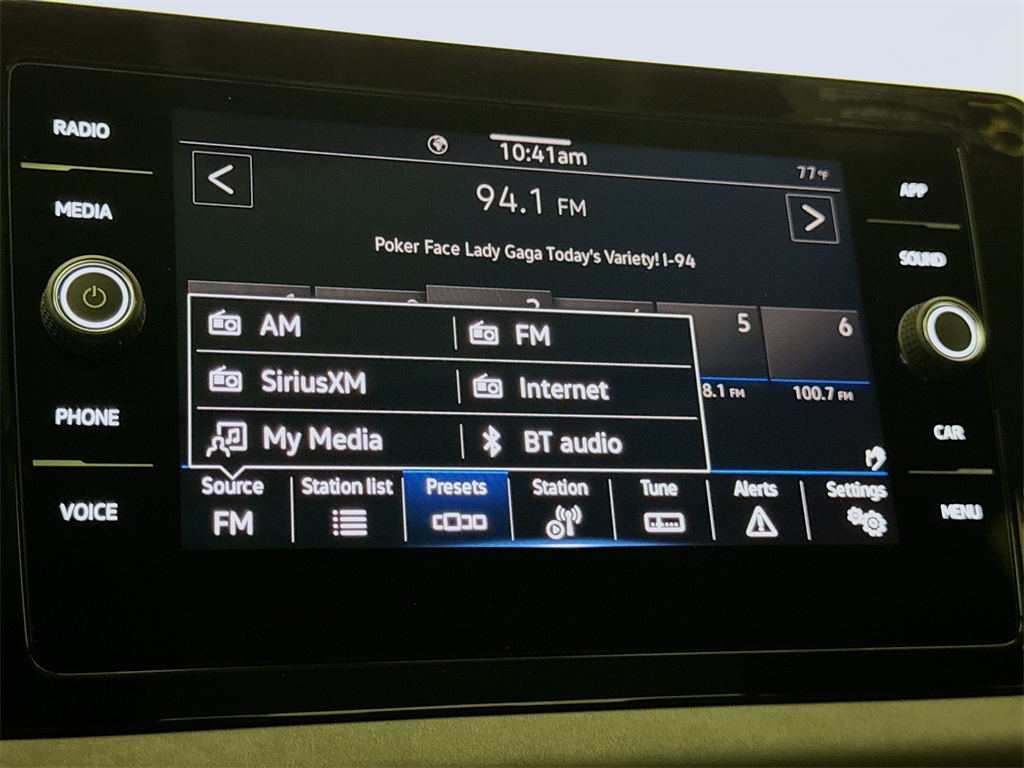 RADIO
MEDIA
PHONE
VOICE
10:41am
77°F
94.1 FM
Poker Face Lady Gaga Today's Variety! I-94
5
6
8.1 FM
100.7 FM
AM
FM
SiriusXM
Internet
My Media
BT audio
Source
FM
Station list
Presets
Station
Tune
Alerts
Settings
APP
SOUND
CAR
MENU